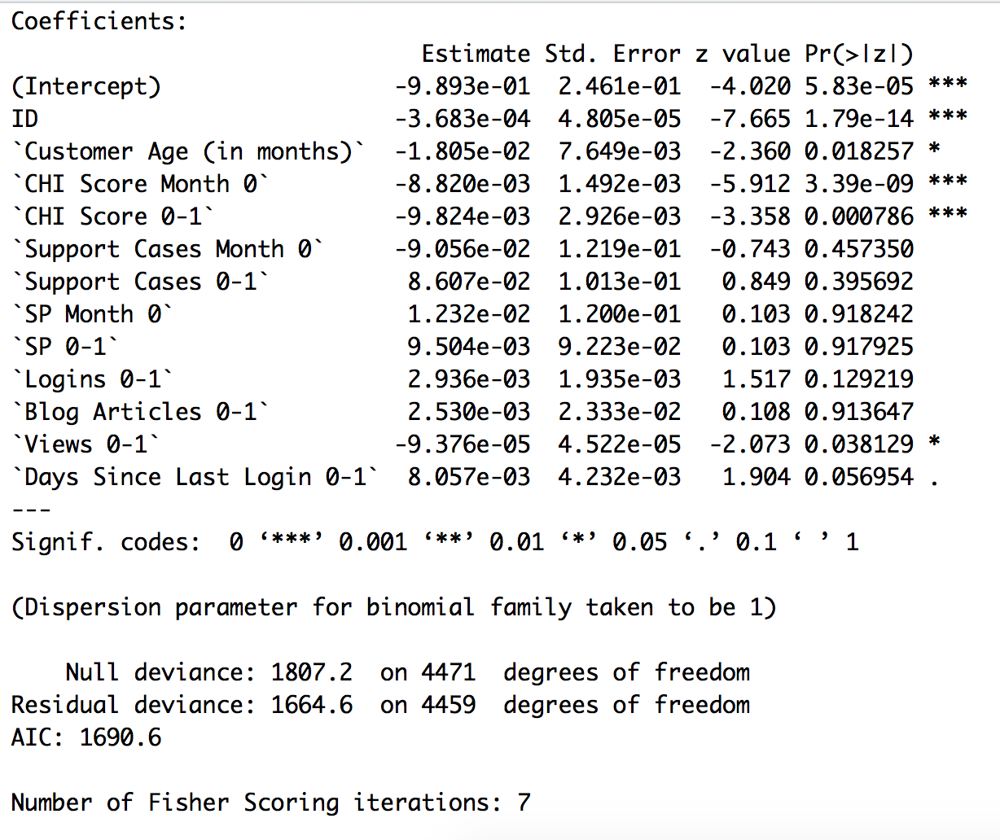 Coefficients:
Estimate Std. Error z value Pr(>|z|)
(Intercept) -9.893e-01 2.461e-01 -4.020 5.83e-05 ***
ID -3.683e-04 4.805e-05 -7.665 1.79e-14 ***
`Customer Age (in months)` -1.805e-02 7.649e-03 -2.360 0.018257 *
`CHI Score Month 0` -8.820e-03 1.492e-03 -5.912 3.39e-09 ***
`CHI Score 0-1` -9.824e-03 2.926e-03 -3.358 0.000786 ***
`Support Cases Month 0` -9.056e-02 1.219e-01 -0.743 0.457350
`Support Cases 0-1` 8.607e-02 1.013e-01 0.849 0.395692
`SP Month 0` 1.232e-02 1.200e-01 0.103 0.918242
`SP 0-1` 9.504e-03 9.223e-02 0.103 0.917925
`Logins 0-1` 2.936e-03 1.935e-03 1.517 0.129219
`Blog Articles 0-1` 2.530e-03 2.333e-02 0.108 0.913647
`Views 0-1` -9.376e-05 4.522e-05 -2.073 0.038129 *
`Days Since Last Login 0-1` 8.057e-03 4.232e-03 1.904 0.056954 .
---
Signif. codes: 0 ‘***’ 0.001 ‘**’ 0.01 ‘*’ 0.05 ‘.’ 0.1 ‘ ’ 1
(Dispersion parameter for binomial family taken to be 1)
Null deviance: 1807.2 on 4471 degrees of freedom
Residual deviance: 1664.6 on 4459 degrees of freedom
AIC: 1690.6
Number of Fisher Scoring iterations: 7